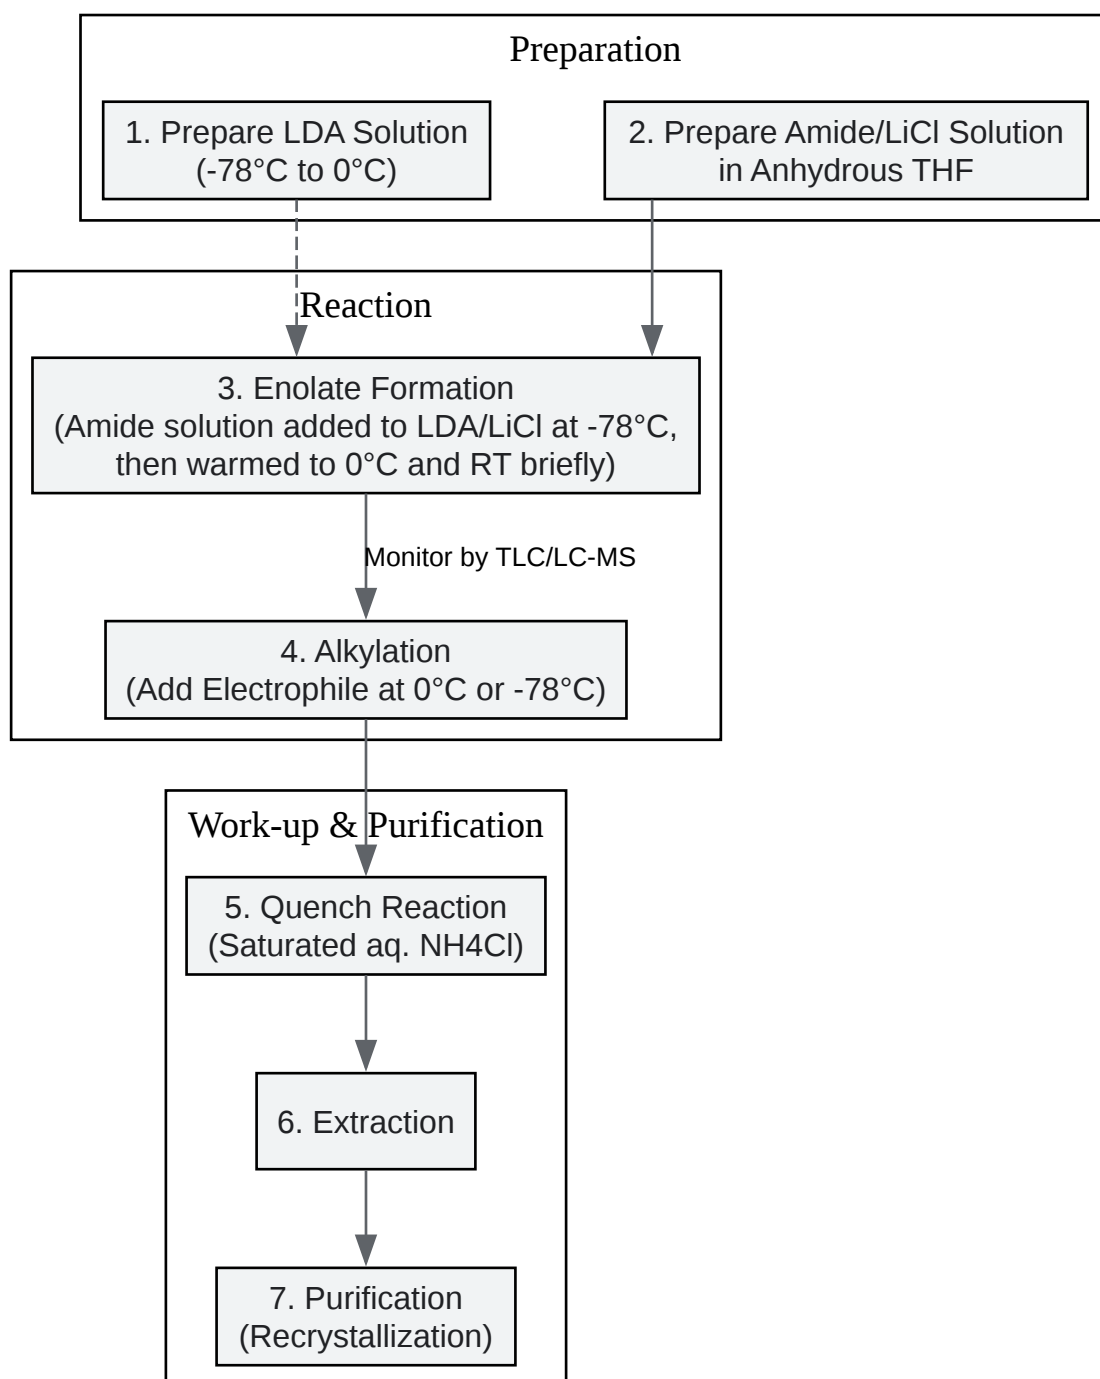 Preparation
1. Prepare LDA Solution
(-78°C to 0°C)
2. Prepare Amide/LiCl Solution
in Anhydrous THF
Reaction
3. Enolate Formation
(Amide solution added to LDA/LiCl at -78°C,
then warmed to 0°C and RT briefly)
Monitor by TLC/LC-MS
4. Alkylation
(Add Electrophile at 0°C or -78°C)
Work-up & Purification
5. Quench Reaction
(Saturated aq. NH4Cl)
6. Extraction
7. Purification
(Recrystallization)